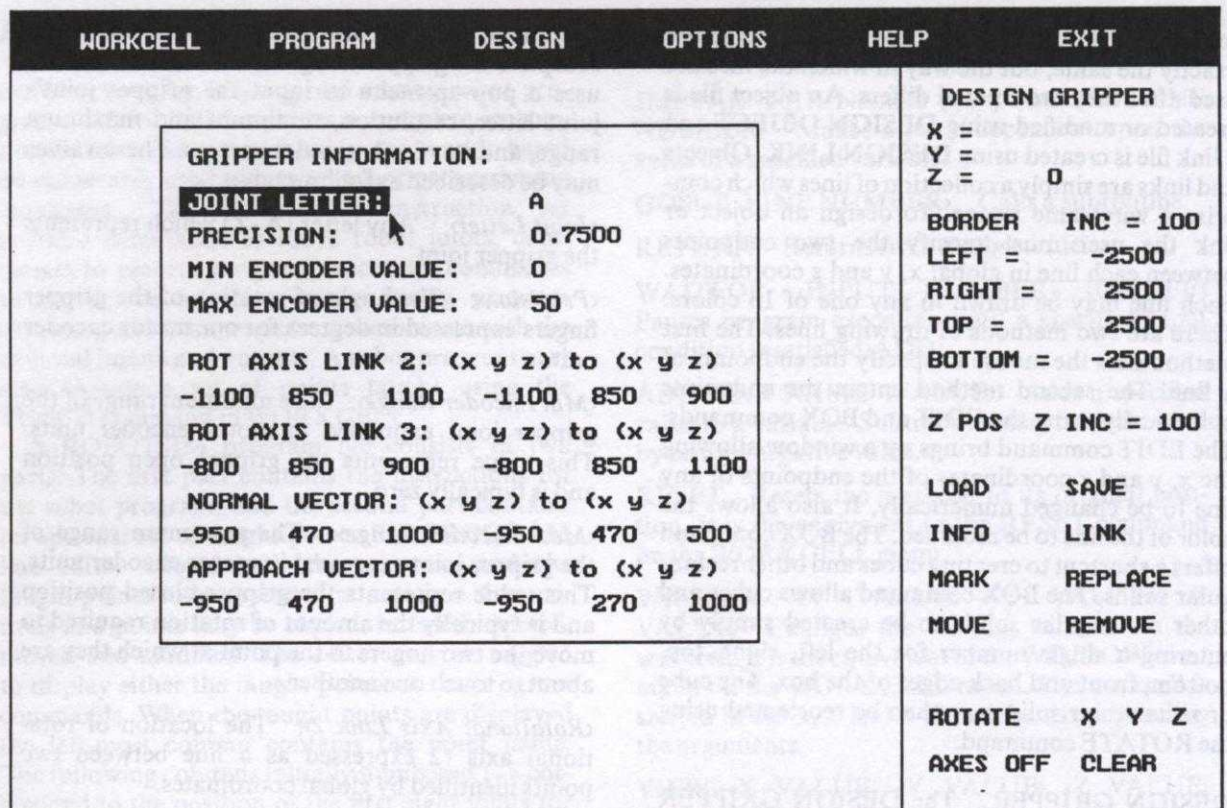 WORKCELL PROGRAM DESIGN OPTIONS HELP EXIT
GRIPPER INFORMATION:
JOINT LETTER: A
PRECISION: 0.7500
MIN ENCODER VALUE: 0
MAX ENCODER VALUE: 50
ROT AXIS LINK 2: (x y z) to (x y z)
-1100 850 1100 -1100 850 900
ROT AXIS LINK 3: (x y z) to (x y z)
-800 850 900 -800 850 1100
NORMAL VECTOR: (x y z) to (x y z)
-950 470 1000 -950 470 500
APPROACH VECTOR: (x y z) to (x y z)
-950 470 1000 -950 270 1000
DESIGN GRIPPER
X =
Y =
Z = 0
BORDER INC = 100
LEFT = -2500
RIGHT = 2500
TOP = 2500
BOTTOM = -2500
Z POS Z INC = 100
LOAD SAVE
INFO LINK
MARK REPLACE
MOVE REMOVE
ROTATE X Y Z
AXES OFF CLEAR